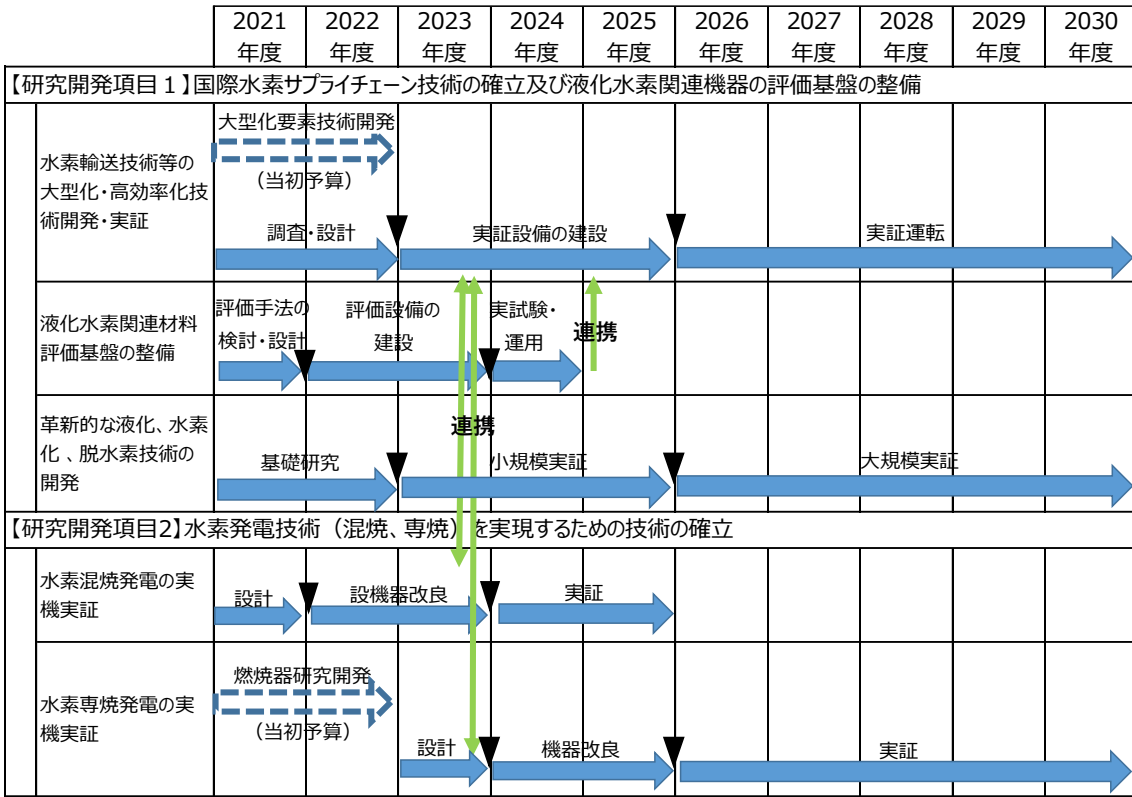 2021 2022 2023 2024 2025 2026 2027 2028 2029 2030
年度 年度 年度 年度 年度 年度 年度 年度 年度 年度
【研究開発項目1】国際水素サプライチェーン技術の確立及び液化水素関連機器の評価基盤の整備
水素輸送技術等の
大型化・高効率化技
術開発・実証
大型化要素技術開発
（当初予算）
調査・設計
実証設備の建設
実証運転
液化水素関連材料
評価基盤の整備
評価手法の
検討・設計
評価設備の
建設
実試験・
運用
連携
革新的な液化、水素
化 、脱水素技術の
開発
連携
基礎研究
小規模実証
大規模実証
【研究開発項目2】水素発電技術（混焼、専焼）を実現するための技術の確立
水素混焼発電の実
機実証
設計
設機器改良
実証
水素専焼発電の実
機実証
燃焼器研究開発
（当初予算）
設計
機器改良
実証